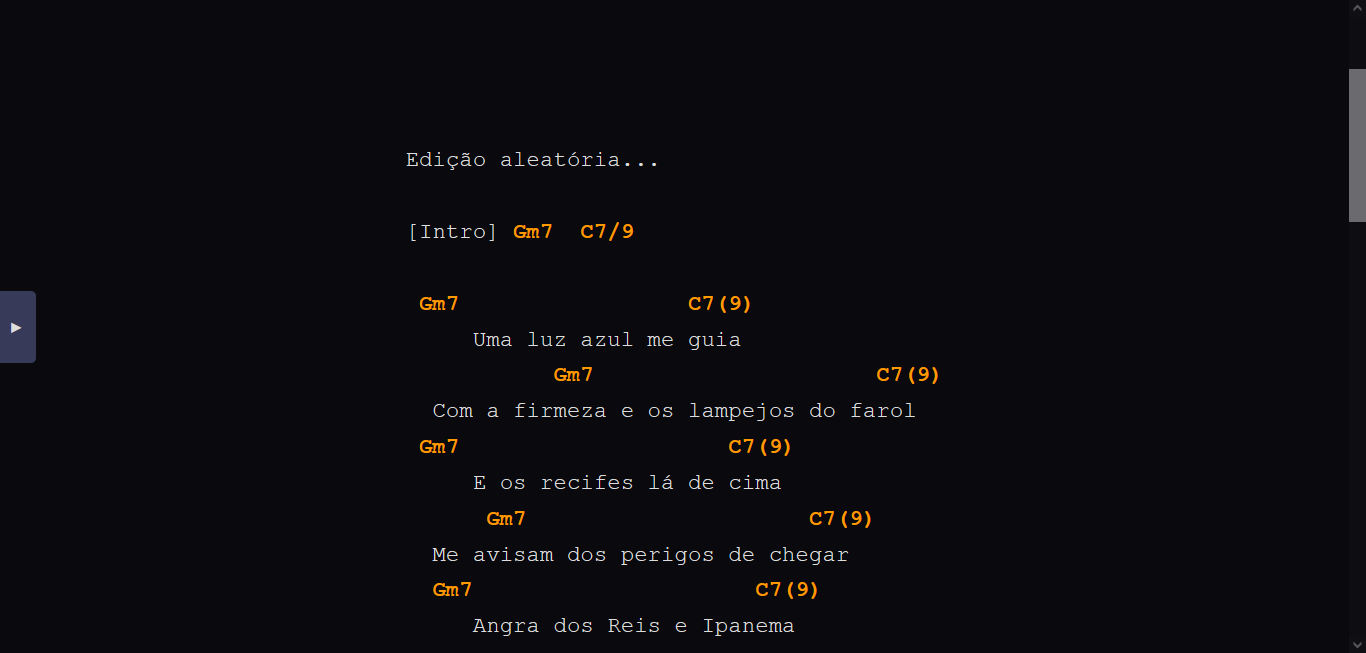 Edição aleatória...
[Intro] Gm7 C7/9
Gm7 C7(9)
Uma luz azul me guia
Gm7 C7(9)
Com a firmeza e os lampejos do farol
Gm7 C7(9)
E os recifes lá de cima
Gm7 C7(9)
Me avisam dos perigos de chegar
Gm7 C7(9)
Angra dos Reis e Ipanema